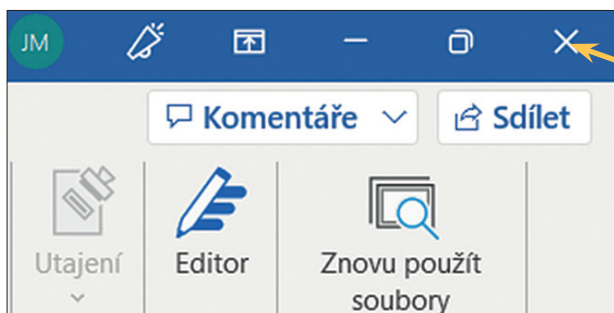 JM
Komentáře
Sdílet
Utajení
Editor
Znovu použít
soubory